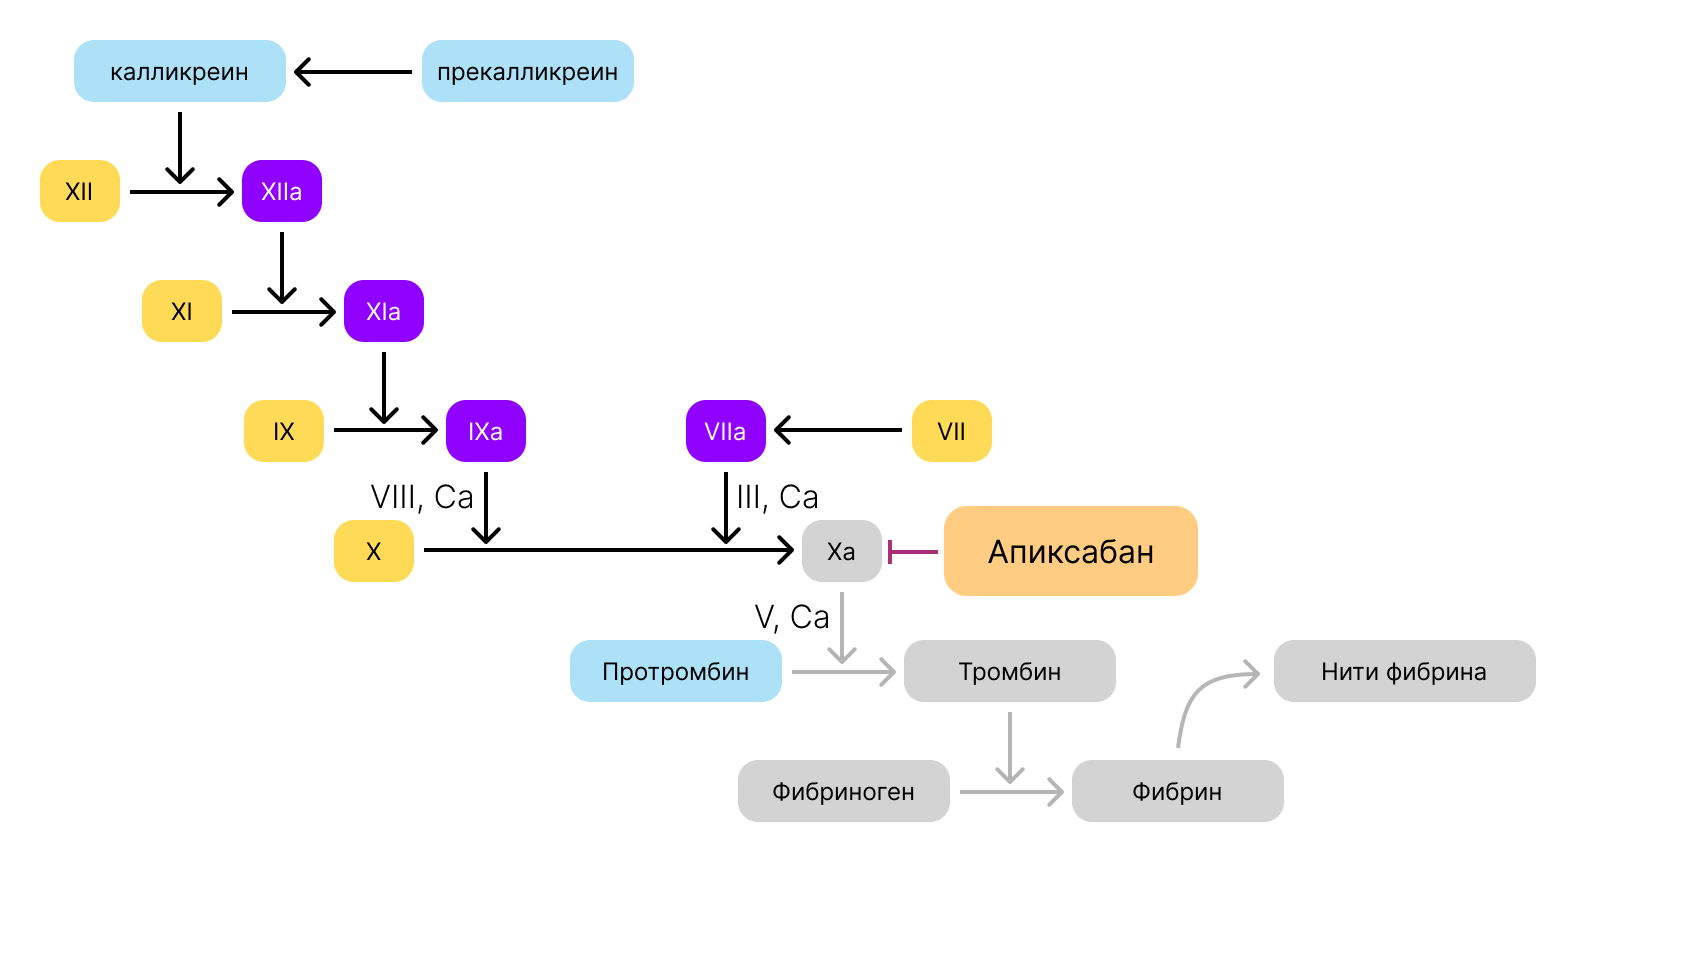 калликреин
прекалликреин
XII
XIIa
XI
XIa
IX
IXa
VIIa
VII
VIII, Ca
III, Ca
X
Xa
Апиксабан
V, Ca
Протромбин
Тромбин
Нити фибрина
Фибриноген
Фибрин